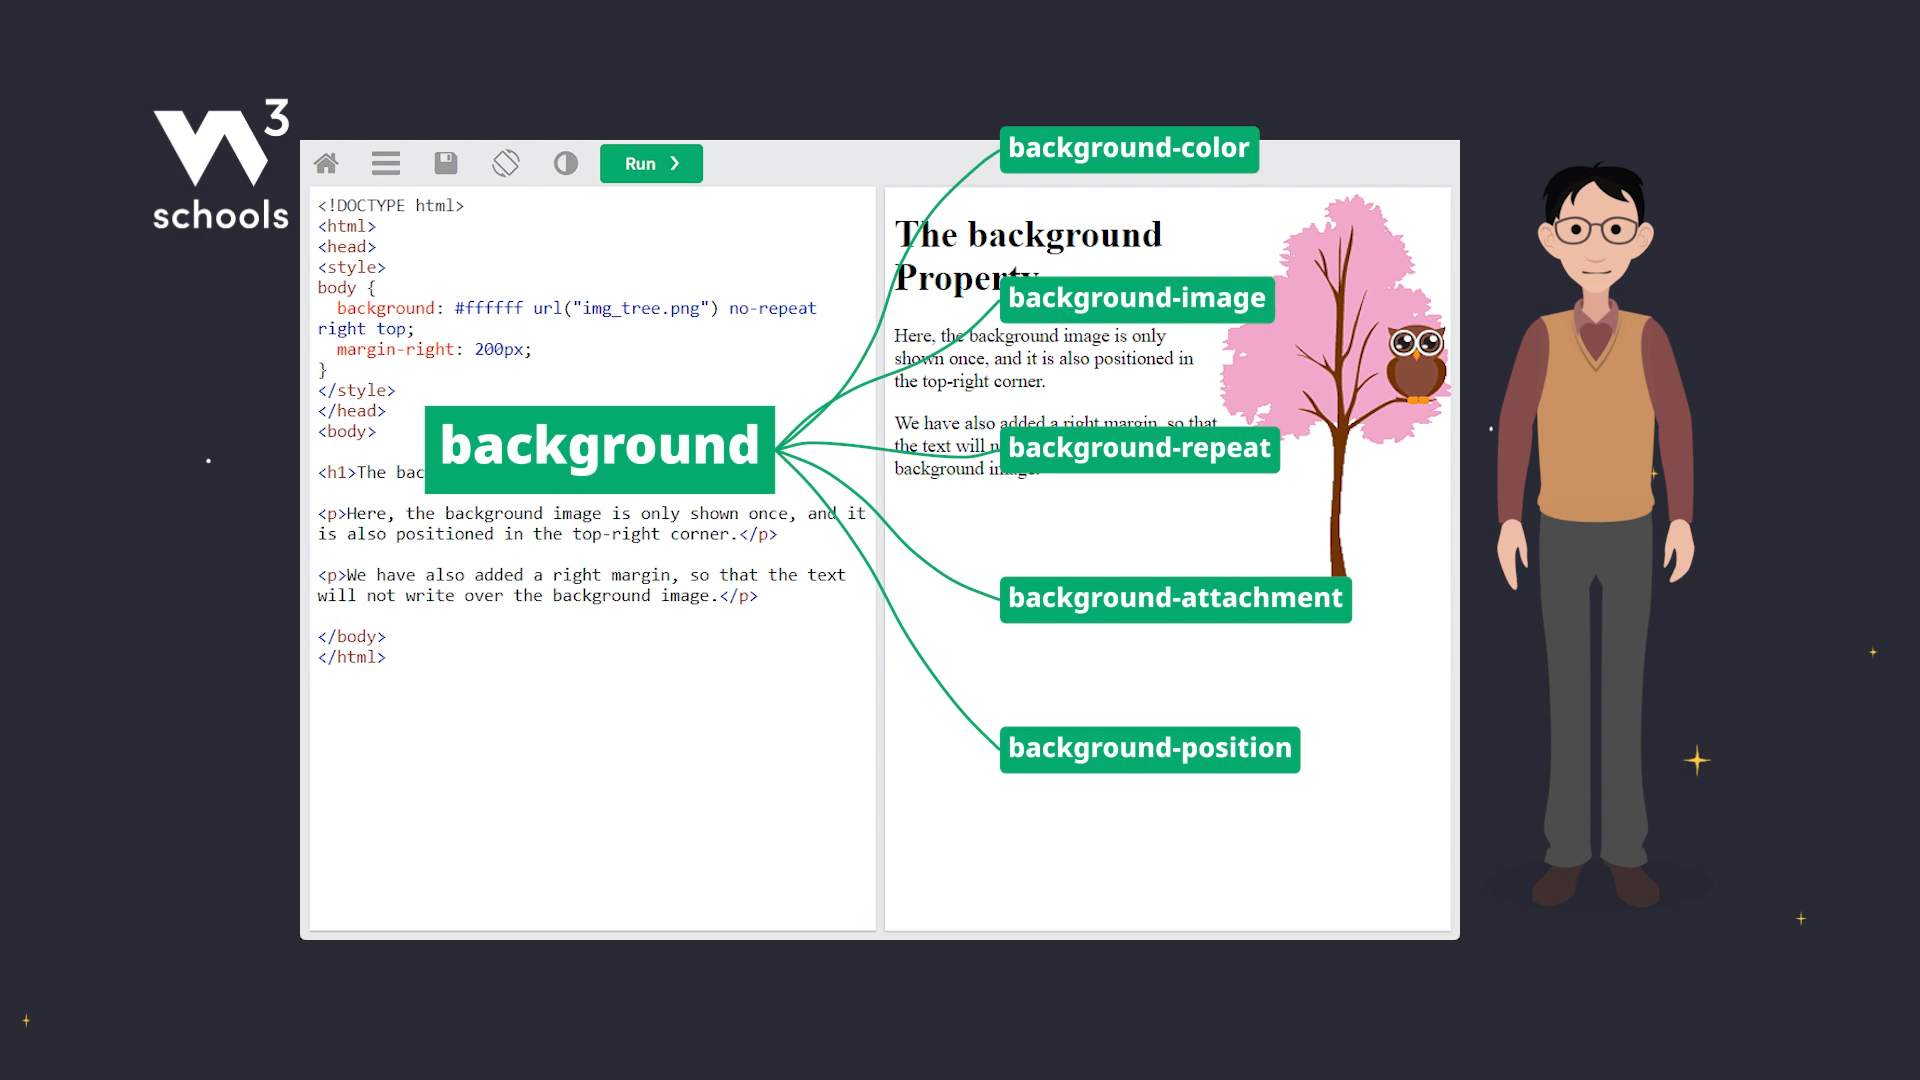 W3
schools
Run
<!DOCTYPE html>
<html>
<head>
<style>
body {
background: #ffffff url("img_tree.png") no-repeat
right top;
margin-right: 200px;
}
</style>
</head>
<body>
<h1>The bac
<p>Here, the background image is only shown once, and it
is also positioned in the top-right corner.</p>
<p>We have also added a right margin, so that the text
will not write over the background image.</p>
</body>
</html>
background
The background
Property
Here, the background image is only
shown once, and it is also positioned in
the top-right corner.
We have also added a right margin, so that
the text will
background image.
background-color
background-image
background-repeat
background-attachment
background-position